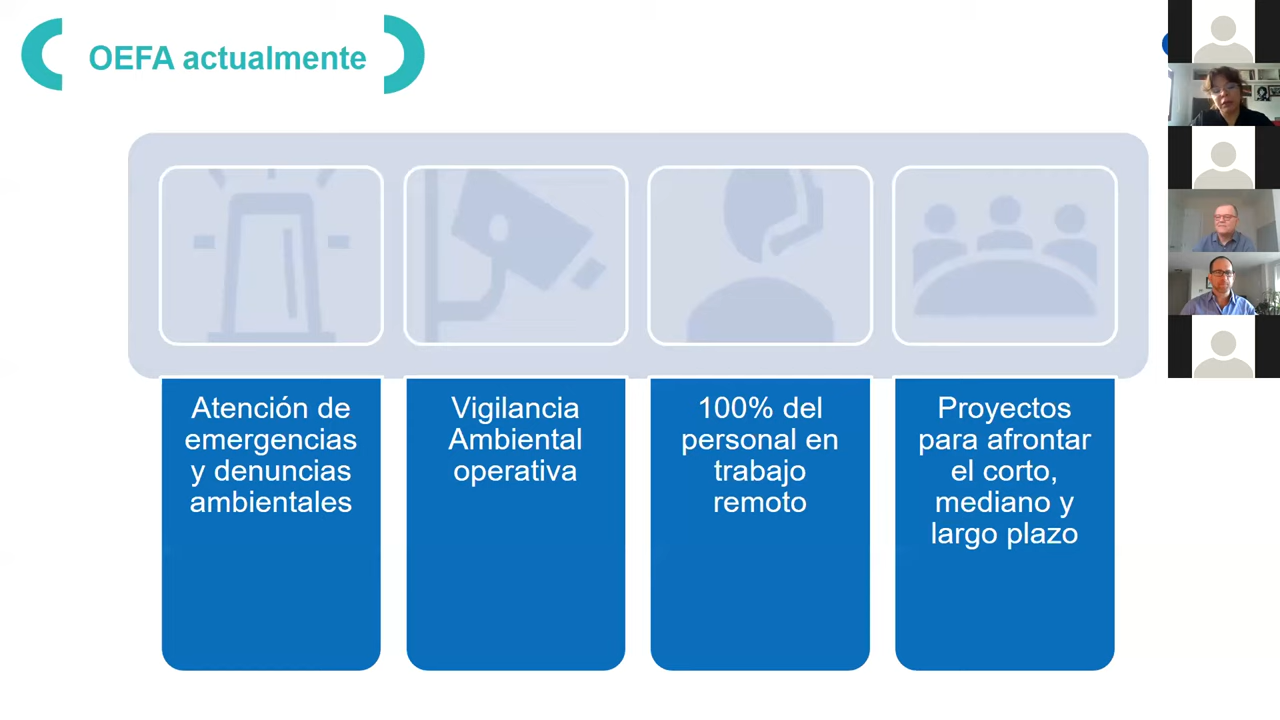 OEFA actualmente
Atención de
emergencias
y denuncias
ambientales
Vigilancia
Ambiental
operativa
100% del
personal en
trabajo
remoto
Proyectos
para afrontar
el corto,
mediano y
largo plazo